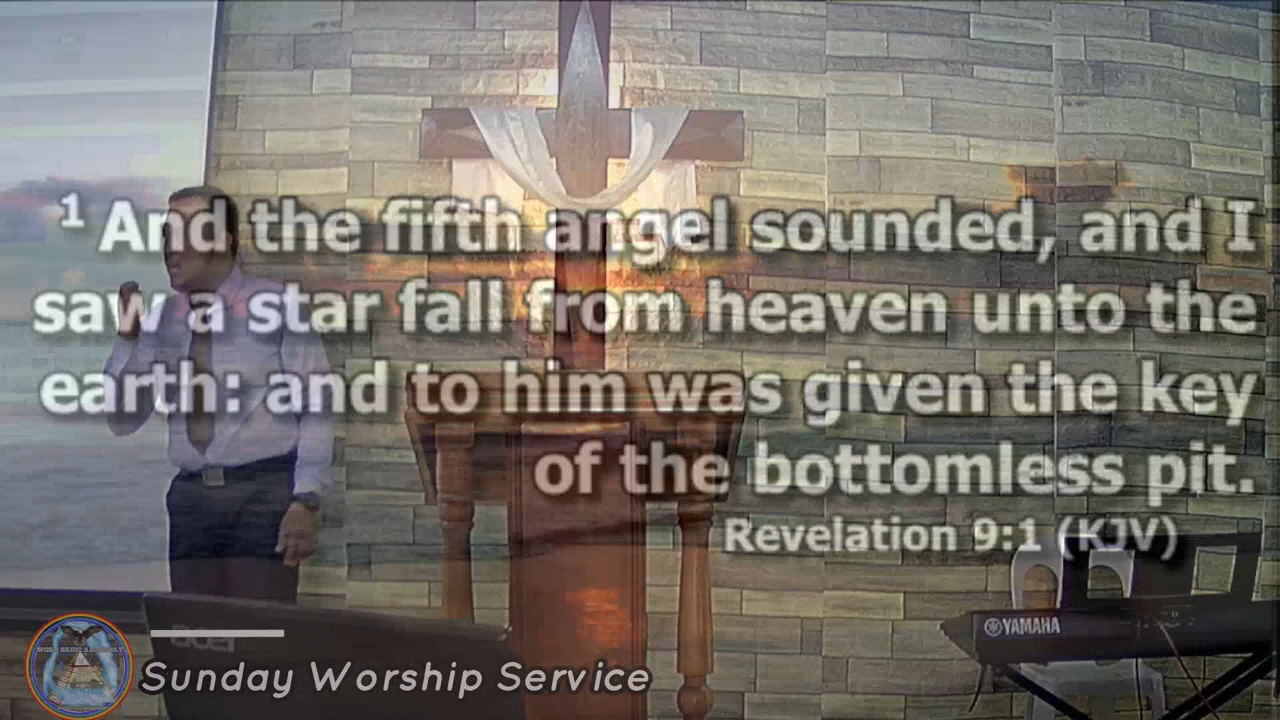 1 And the fifth angel sounded, and I
saw a star fall from heaven unto the
earth: and to him was given the key
of the bottomless pit.
Revelation 9:1 (KJV)
YAMAHA
acer
Sunday Worship Service